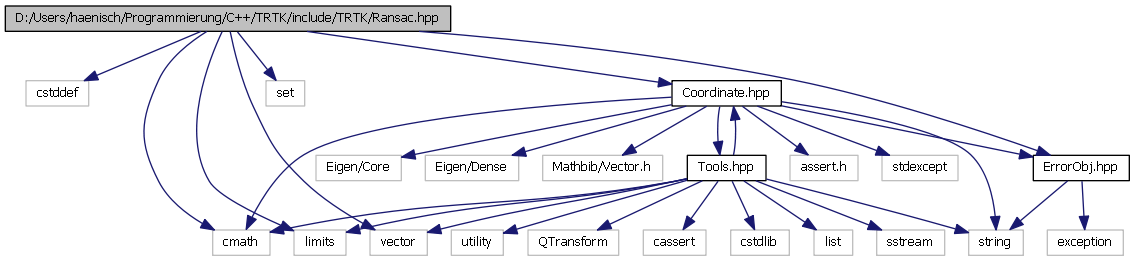 D:/Users/haenisch/Programmierung/C++/TRTK/include/TRTK/Ransac.hpp
cstddef
set
Coordinate.hpp
Eigen/Core
Eigen/Dense
Mathbib/Vector.h
Tools.hpp
assert.h
stdexcept
ErrorObj.hpp
cmath
limits
vector
utility
QTransform
cassert
cstdlib
list
sstream
string
exception